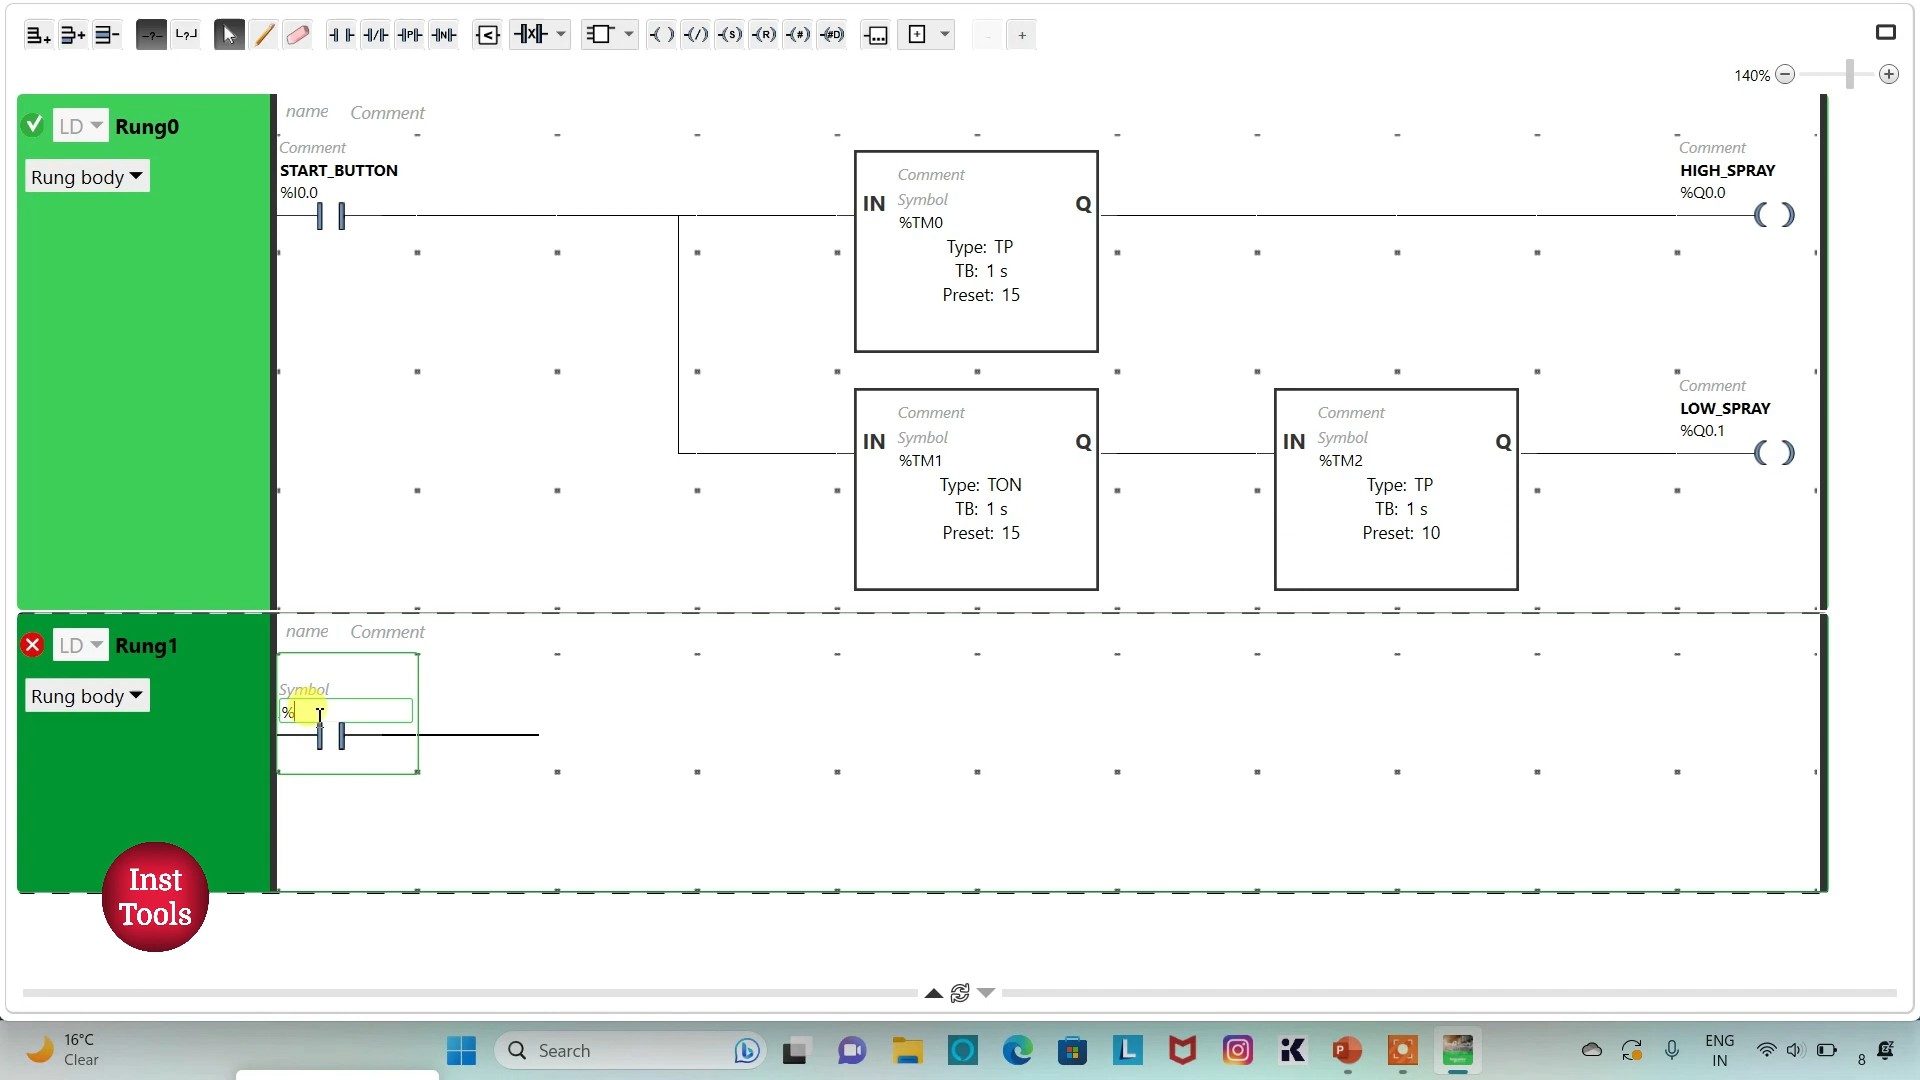 140%
LD Rung0
name Comment
Rung body
Comment
START_BUTTON
%I0.0
Comment
IN Symbol Q
%TM0
Type: TP
TB: 1 s
Preset: 15
Comment
HIGH_SPRAY
%Q0.0
Comment
IN Symbol Q
%TM1
Type: TON
TB: 1 s
Preset: 15
Comment
IN Symbol Q
%TM2
Type: TP
TB: 1 s
Preset: 10
Comment
LOW_SPRAY
%Q0.1
LD Rung1
name Comment
Rung body
Symbol
%
Inst
Tools
16°C
Clear
Search
ENG
IN
8